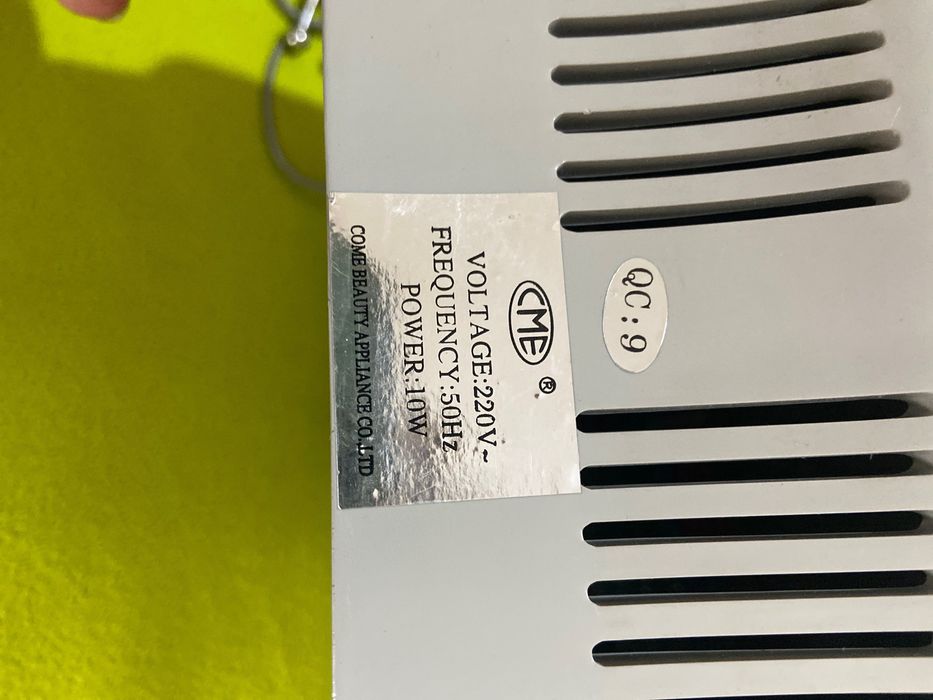 CME ®
VOLTAGE:220V~
FREQUENCY:50Hz
POWER:10W
COME BEAUTY APPLIANCE CO.,LTD
QC:9